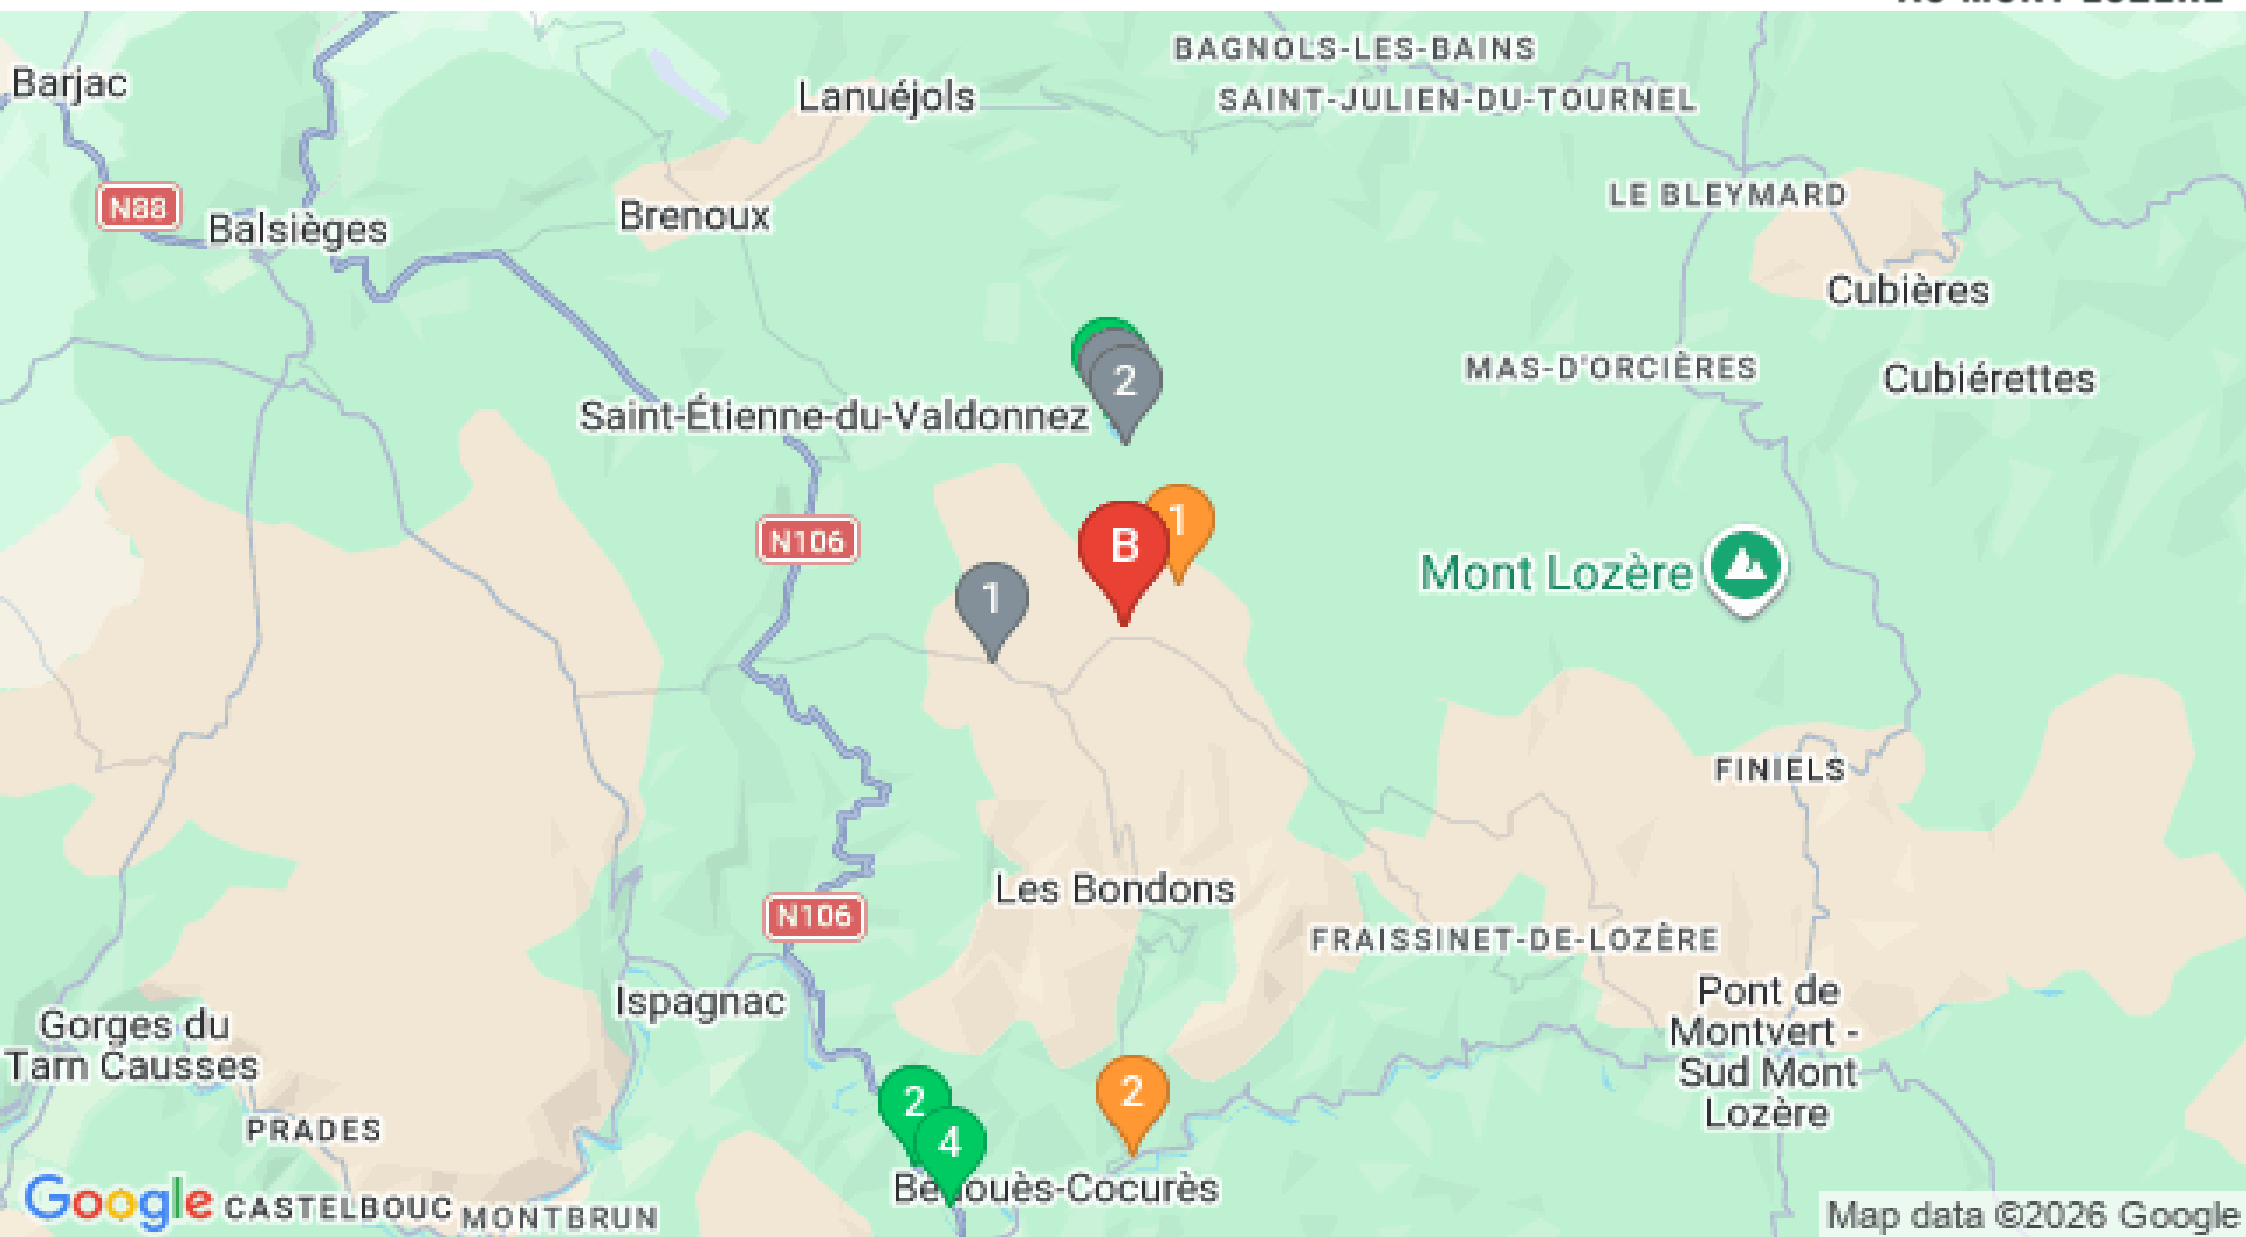 BAGNOLS-LES-BAINS
Barjac
Lanuéjols
SAINT-JULIEN-DU-TOURNEL
N88
LE BLEYMARD
Balsièges
Brenoux
Cubières
MAS-D'ORCIÈRES
2
Cubiérettes
Saint-Étienne-du-Valdonnez
1
N106
B
Mont Lozère
1
FINIELS
Les Bondons
N106
FRAISSINET-DE-LOZÈRE
Ispagnac
Pont de
Montvert -
Sud Mont
Lozère
Gorges du
Tarn Causses
2
2
4
PRADES
Google
CASTELBOUC
MONTBRUN
Map data ©2026 Google